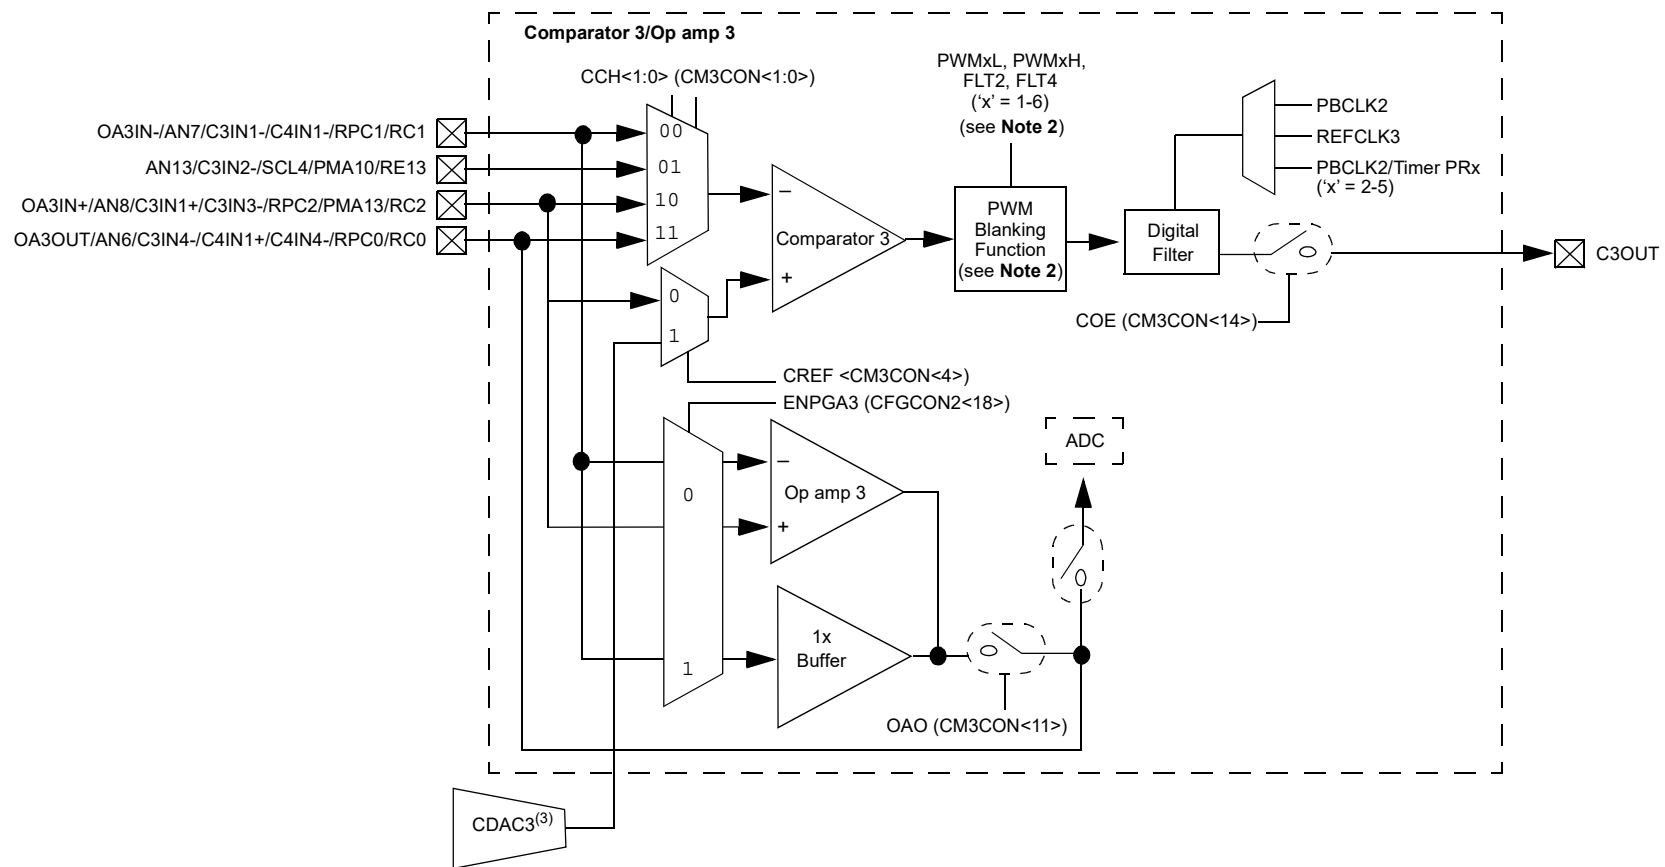 Comparator 3/Op amp 3
CCH<1:0> (CM3CON<1:0>)
PWMxL, PWMxH,
FLT2, FLT4
(‘x’ = 1-6)
(see Note 2)
OA3IN-/AN7/C3IN1-/C4IN1-/RPC1/RC1
AN13/C3IN2-/SCL4/PMA10/RE13
OA3IN+/AN8/C3IN1+/C3IN3-/RPC2/PMA13/RC2
OA3OUT/AN6/C3IN4-/C4IN1+/C4IN4-/RPC0/RC0
00
01
10
11
–
Comparator 3
+
0
1
PWM
Blanking
Function
(see Note 2)
Digital
Filter
PBCLK2
REFCLK3
PBCLK2/Timer PRx
(‘x’ = 2-5)
C3OUT
COE (CM3CON<14>)
CREF <CM3CON<4>)
ENPGA3 (CFGCON2<18>)
0
1
–
Op amp 3
+
1x
Buffer
ADC
OAO (CM3CON<11>)
CDAC3(3)